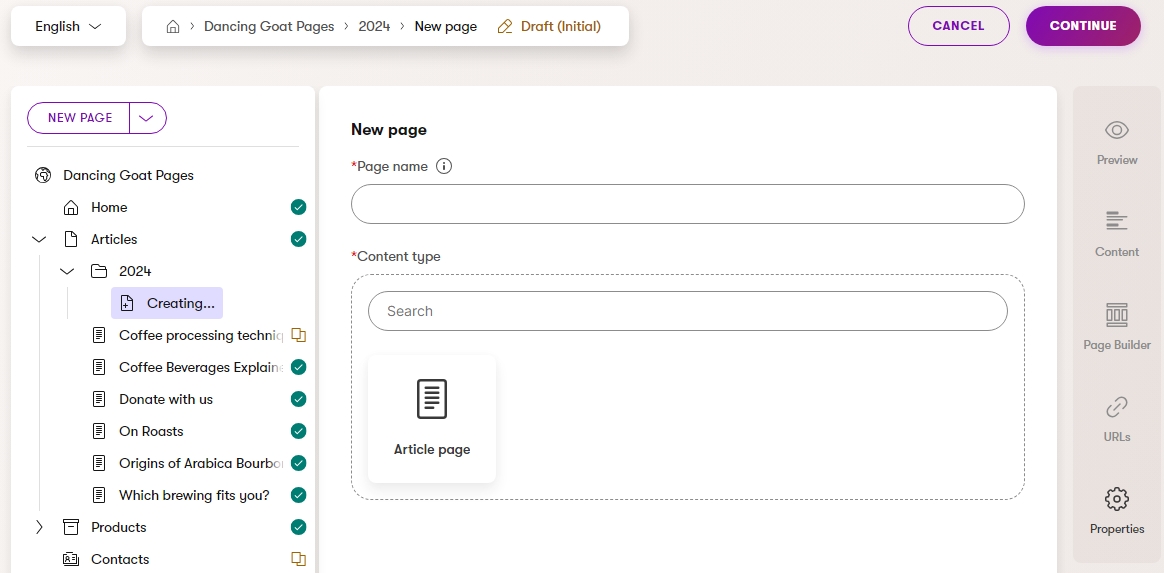 English
Dancing Goat Pages > 2024 > New page Draft (Initial)
CANCEL
CONTINUE
NEW PAGE
Dancing Goat Pages
Home
Articles
2024
Creating...
Coffee processing techniq
Coffee Beverages Explain
Donate with us
On Roasts
Origins of Arabica Bourbo
Which brewing fits you?
Products
Contacts
New page
*Page name
*Content type
Search
Article page
Preview
Content
Page Builder
URLs
Properties